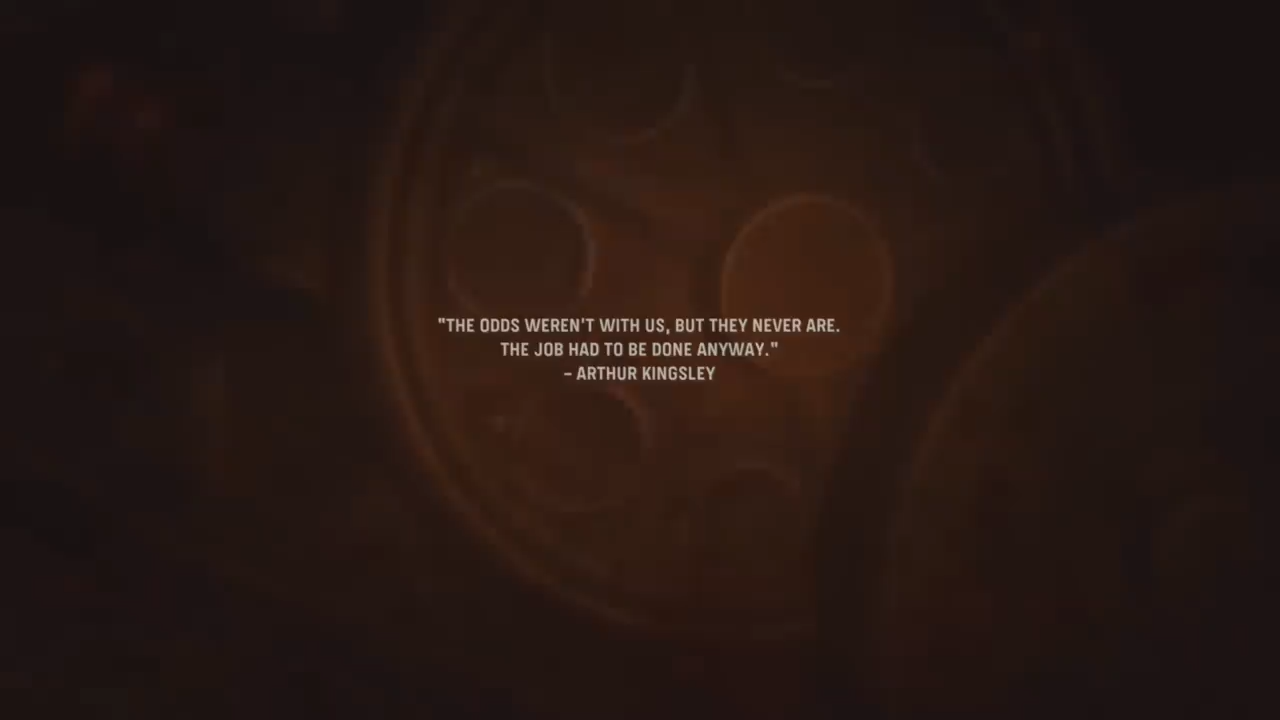 "THE ODDS WEREN'T WITH US, BUT THEY NEVER ARE.
THE JOB HAD TO BE DONE ANYWAY."
– ARTHUR KINGSLEY